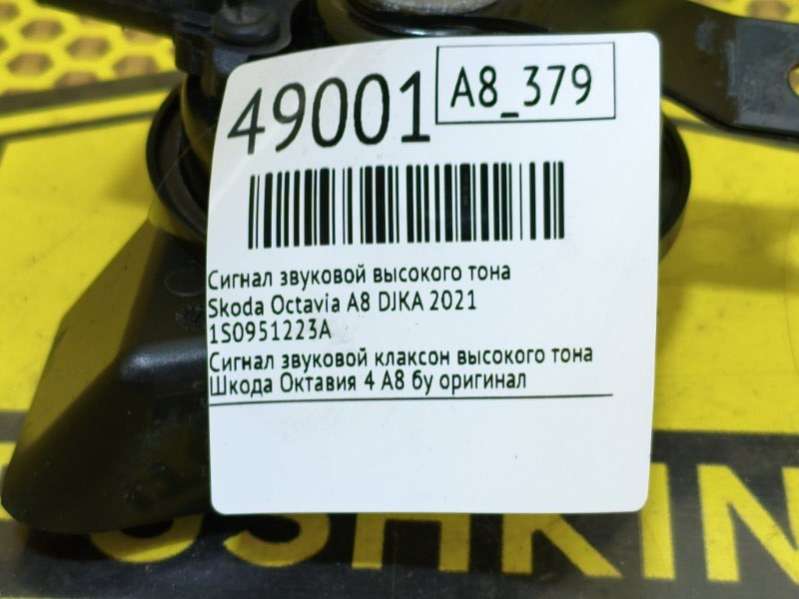 49001
A8_379
Сигнал звуковой высокого тона
Skoda Octavia A8 DJKA 2021
1S0951223A
Сигнал звуковой клаксон высокого тона
Шкода Октавия 4 А8 бу оригинал